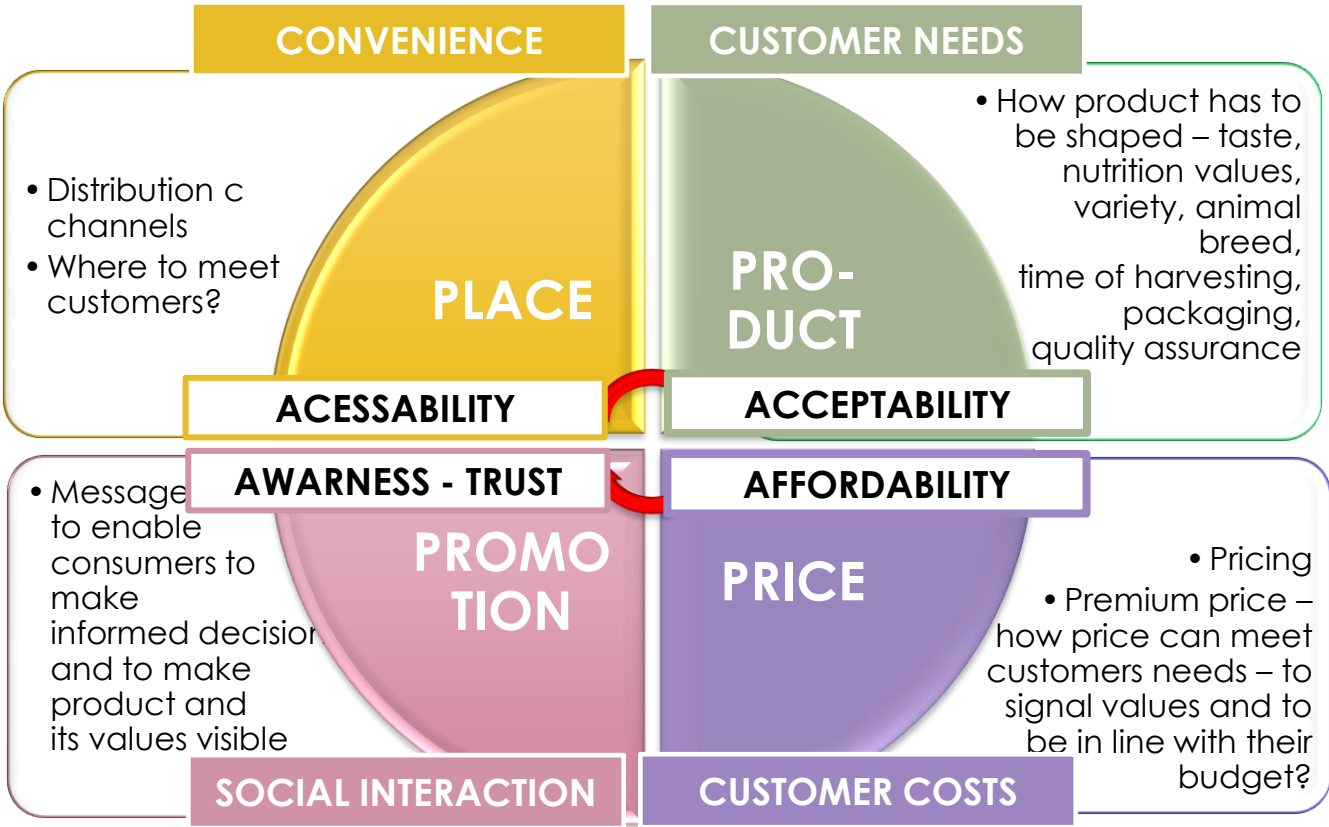 CONVENIENCE
• Distribution c
channels
• Where to meet
customers?
PLACE
ACESSABILITY
CUSTOMER NEEDS
• How product has to
be shaped – taste,
nutrition values,
variety, animal
breed,
time of harvesting,
packaging,
quality assurance
PRO-
DUCT
ACCEPTABILITY
AWARNESS - TRUST
• Message
to enable
consumers to
make
informed decision
and to make
product and
its values visible
PROMO
TION
SOCIAL INTERACTION
AFFORDABILITY
PRICE
• Pricing
• Premium price –
how price can meet
customers needs – to
signal values and to
be in line with their
budget?
CUSTOMER COSTS